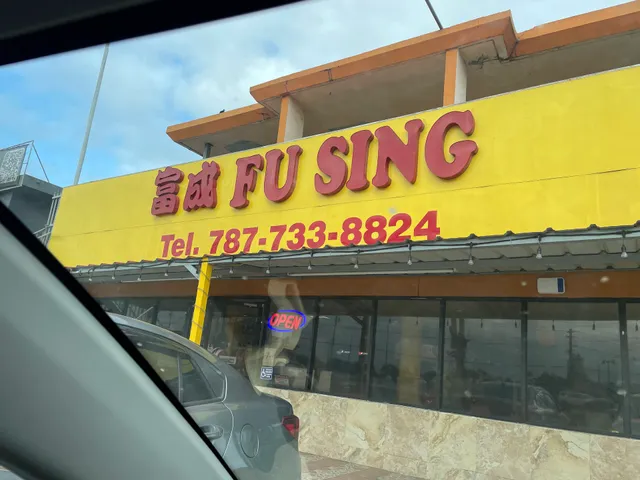 富成 FU SING
Tel. 787-733-8824
OPEN